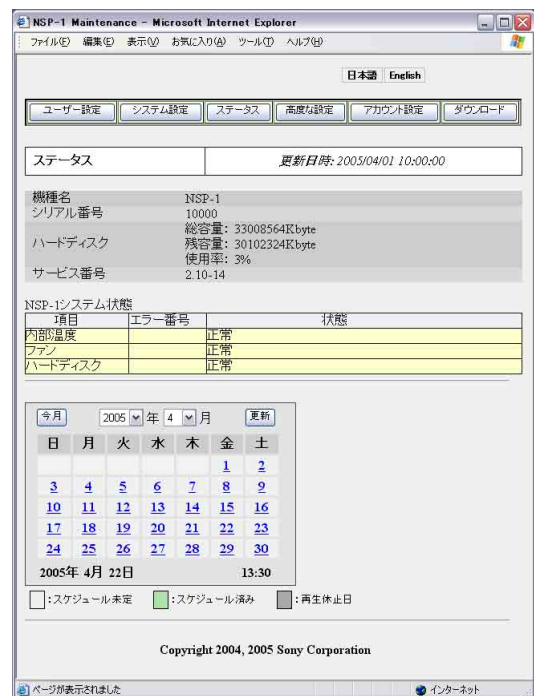 NSP-1 Maintenance - Microsoft Internet Explorer
ファイル(F) 編集(E) 表示(V) お気に入り(A) ツール(T) ヘルプ(H)
日本語 English
ユーザー設定 システム設定 ステータス 高度な設定 アカウント設定 ダウンロード
ステータス 更新日時: 2005/04/01 10:00:00
機種名 NSP-1
シリアル番号 10000
総容量: 33008564Kbyte
ハードディスク 残容量: 30102324Kbyte
使用率: 3%
サービス番号 2.10-14
NSP-1システム状態
項目 エラー番号 状態
内部温度 正常
ファン 正常
ハードディスク 正常
今月 2005 年 4 月 更新
日 月 火 水 木 金 土
1 2
3 4 5 6 7 8 9
10 11 12 13 14 15 16
17 18 19 20 21 22 23
24 25 26 27 28 29 30
2005年 4月 22日 13:30
:スケジュール未定 :スケジュール済み :再生休止日
Copyright 2004, 2005 Sony Corporation
ページが表示されました インターネット